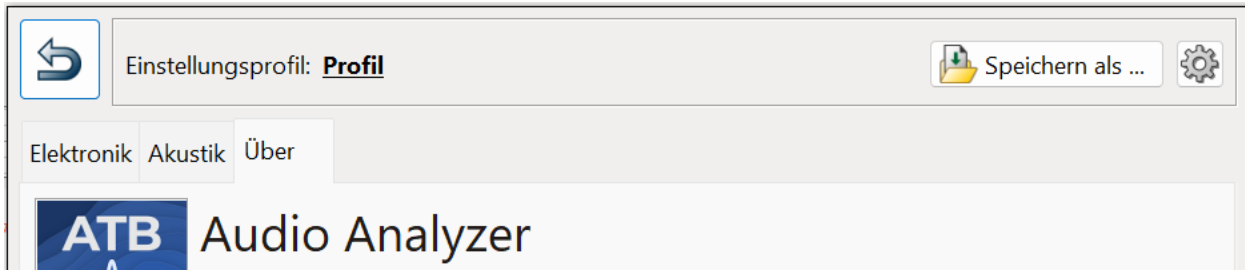 Einstellungsprofil: Profil
Speichern als ...
Elektronik Akustik Über
ATB
Audio Analyzer